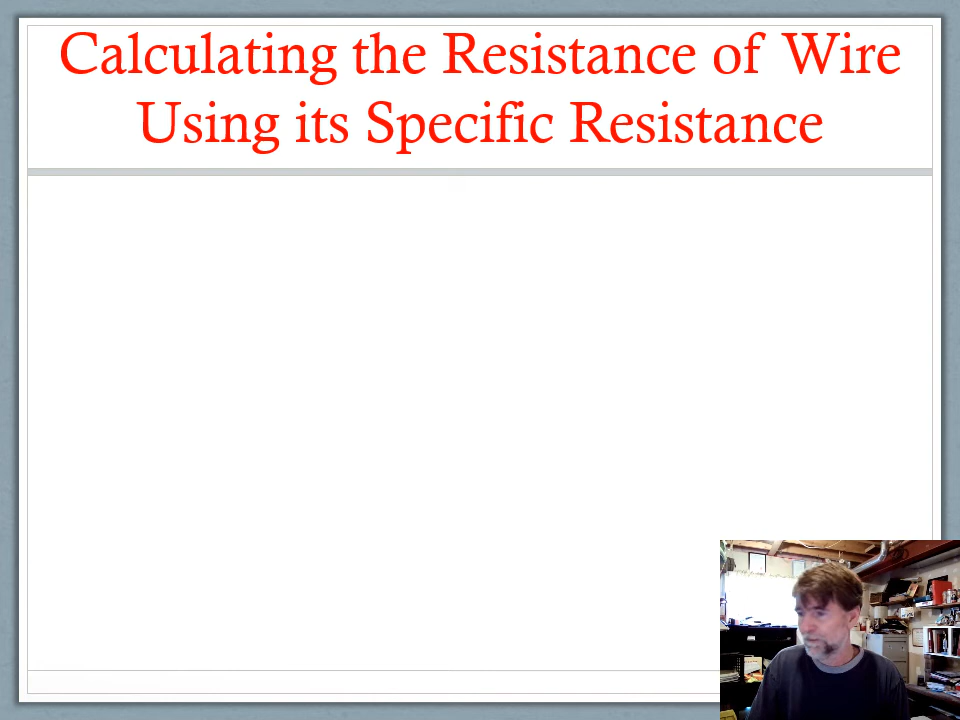 Calculating the Resistance of Wire
Using its Specific Resistance